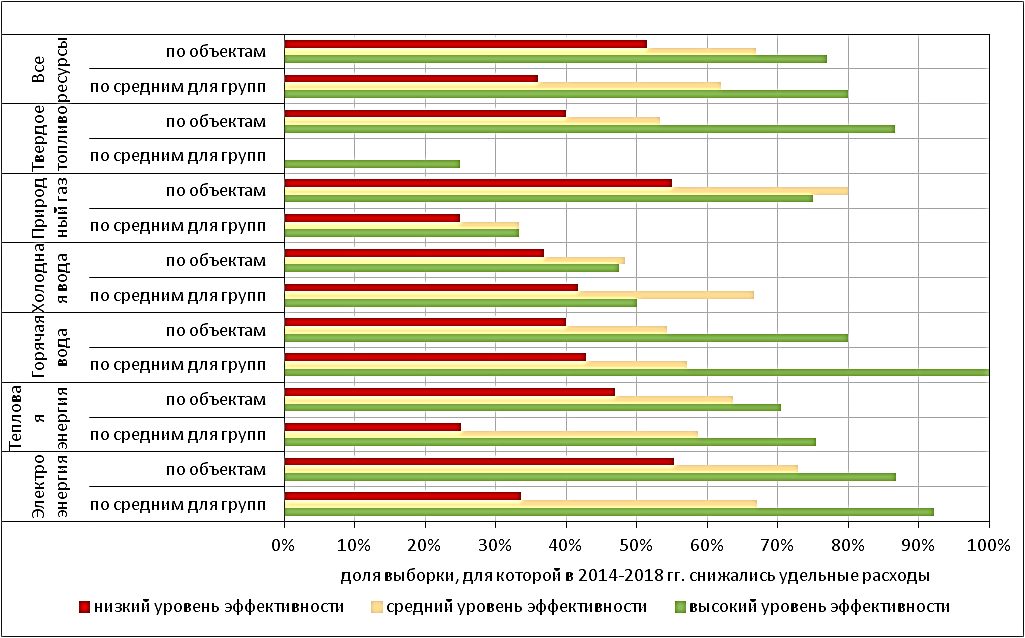 Все
ресурсы
по объектам
по средним для групп
Твердое
топливо
по объектам
по средним для групп
Природ
ный газ
по объектам
по средним для групп
Холодна
я вода
по объектам
по средним для групп
Горячая
вода
по объектам
по средним для групп
Теплова
я
энергия
по объектам
по средним для групп
Электро
энергия
по объектам
по средним для групп
0% 10% 20% 30% 40% 50% 60% 70% 80% 90% 100%
доля выборки, для которой в 2014-2018 гг. снижались удельные расходы
низкий уровень эффективности средний уровень эффективности высокий уровень эффективности